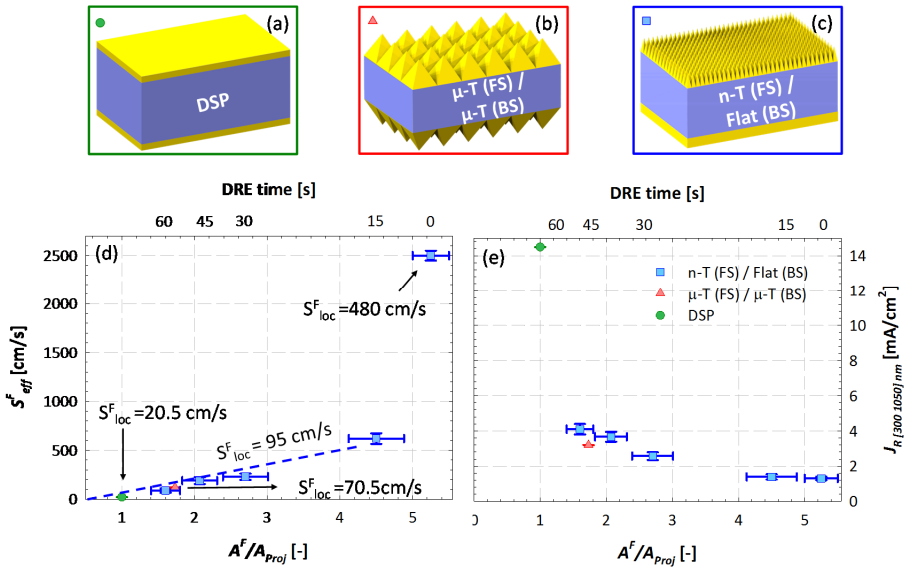 (a)
DSP
(b)
μ-T (FS) /
μ-T (BS)
(c)
n-T (FS) /
Flat (BS)
DRE time [s]
60 45 30 15 0
(d)
2500
2000
1500
1000
500
0
S^F_eff [cm/s]
S^F_loc =480 cm/s
S^F_loc =20.5 cm/s
S^F_loc = 95 cm/s
S^F_loc =70.5cm/s
1 2 3 4 5
A^F/A_Proj [-]
DRE time [s]
60 45 30 15 0
(e)
n-T (FS) / Flat (BS)
μ-T (FS) / μ-T (BS)
DSP
14
12
10
8
6
4
2
0
J_R [300 1050] nm [mA/cm²]
0 1 2 3 4 5
A^F/A_Proj [-]